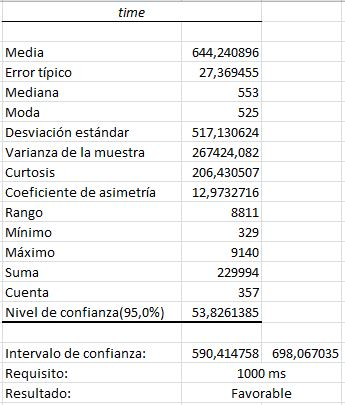 time
Media 644,240896
Error típico 27,369455
Mediana 553
Moda 525
Desviación estándar 517,130624
Varianza de la muestra 267424,082
Curtosis 206,430507
Coeficiente de asimetría 12,9732716
Rango 8811
Mínimo 329
Máximo 9140
Suma 229994
Cuenta 357
Nivel de confianza(95,0%) 53,8261385
Intervalo de confianza: 590,414758 698,067035
Requisito: 1000 ms
Resultado: Favorable